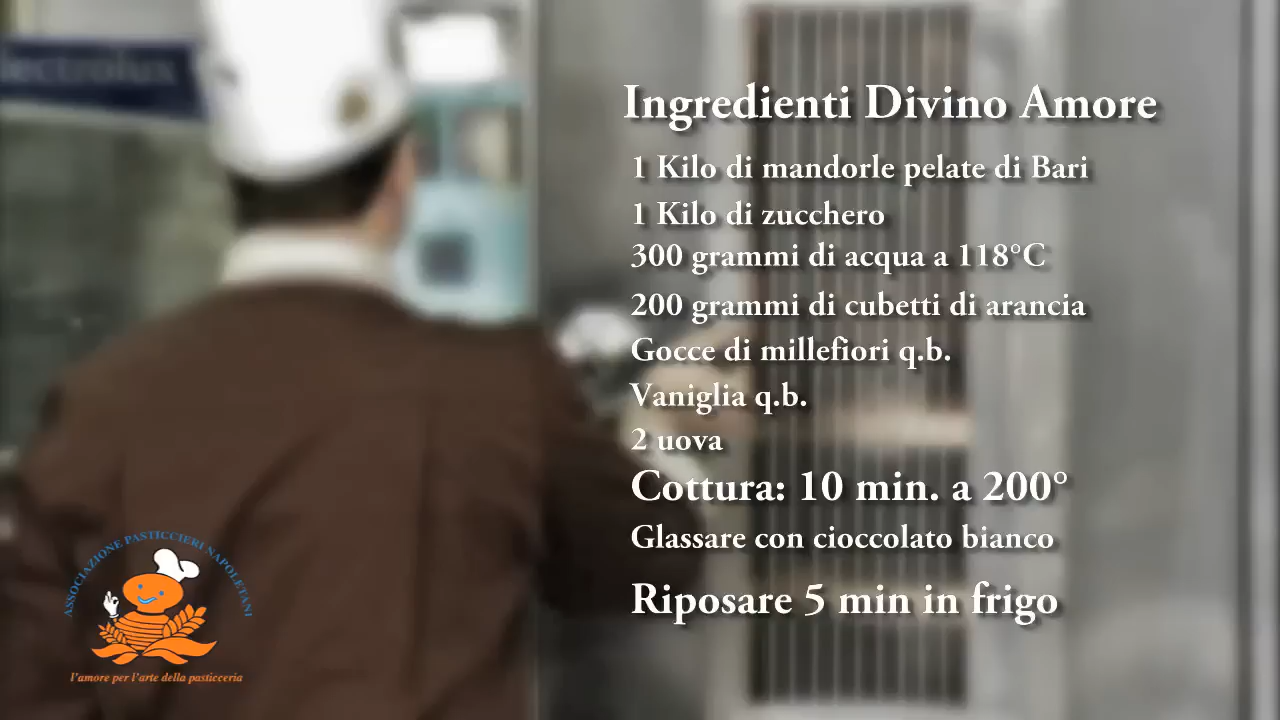 Electrolux
Ingredienti Divino Amore
1 Kilo di mandorle pelate di Bari
1 Kilo di zucchero
300 grammi di acqua a 118°C
200 grammi di cubetti di arancia
Gocce di millefiori q.b.
Vaniglia q.b.
2 uova
Cottura: 10 min. a 200°
Glassare con cioccolato bianco
Riposare 5 min in frigo
ASSOCIAZIONE PASTICCIERI NAPOLETANI
l'amore per l'arte della pasticceria